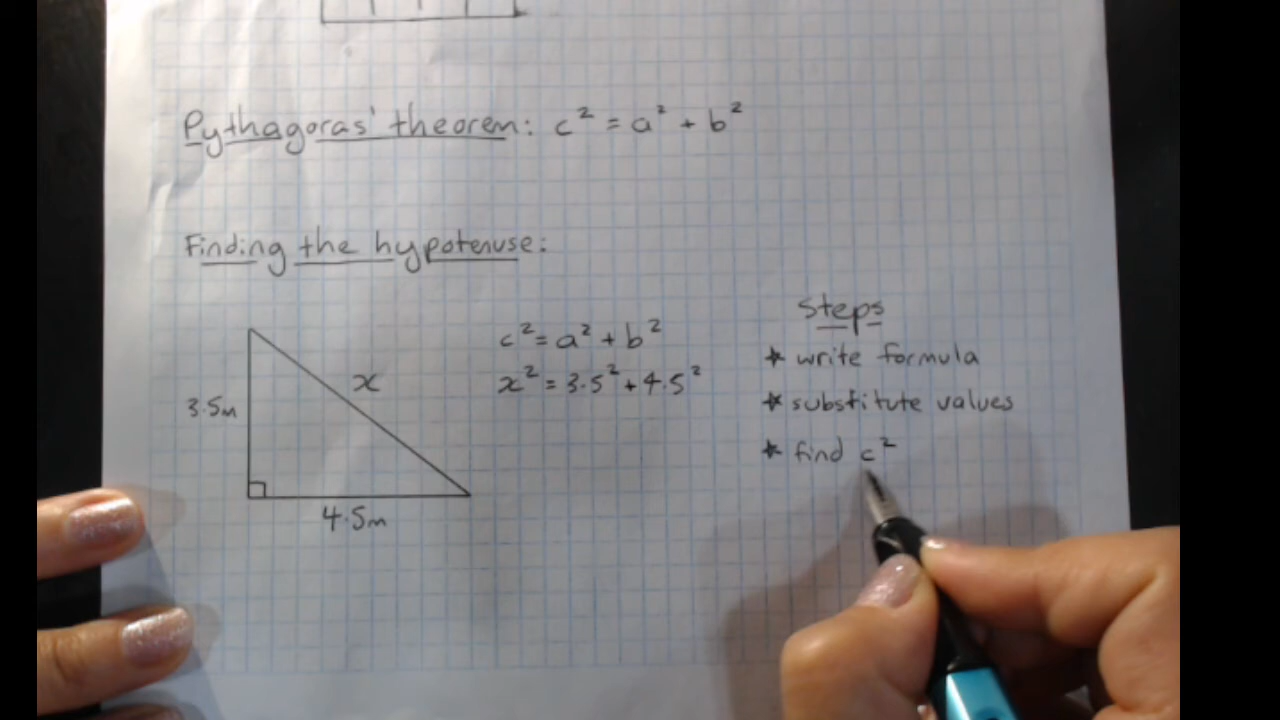 Pythagoras' theorem: c² = a² + b²
Finding the hypotenuse:
x
3.5m
4.5m
c² = a² + b²
x² = 3.5² + 4.5²
Steps
* write formula
* substitute values
* find c²